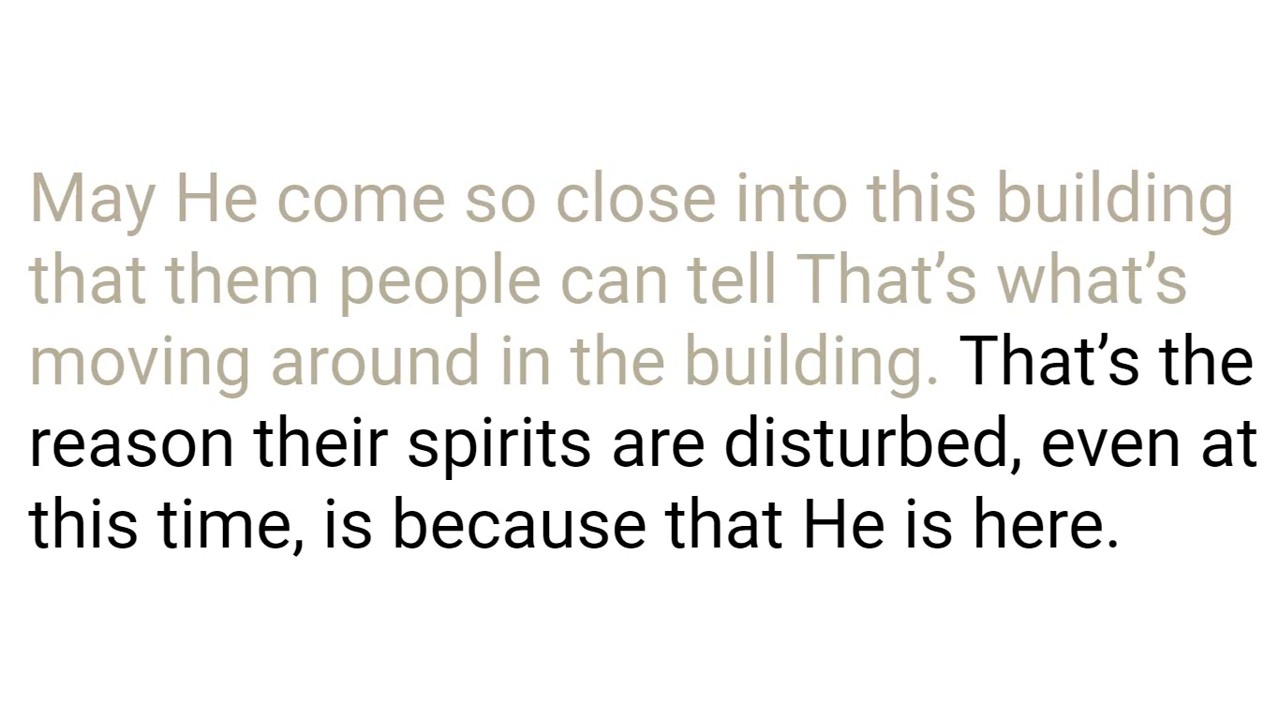 May He come so close into this building
that them people can tell That’s what’s
moving around in the building. That’s the
reason their spirits are disturbed, even at
this time, is because that He is here.